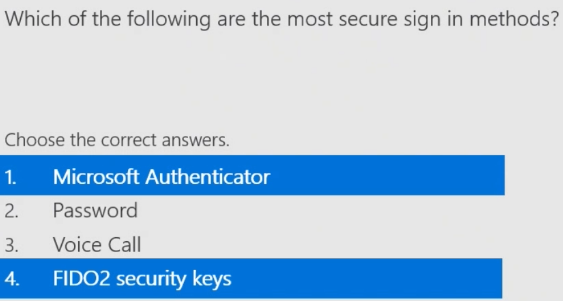 Which of the following are the most secure sign in methods?
Choose the correct answers.
1. Microsoft Authenticator
2. Password
3. Voice Call
4. FIDO2 security keys